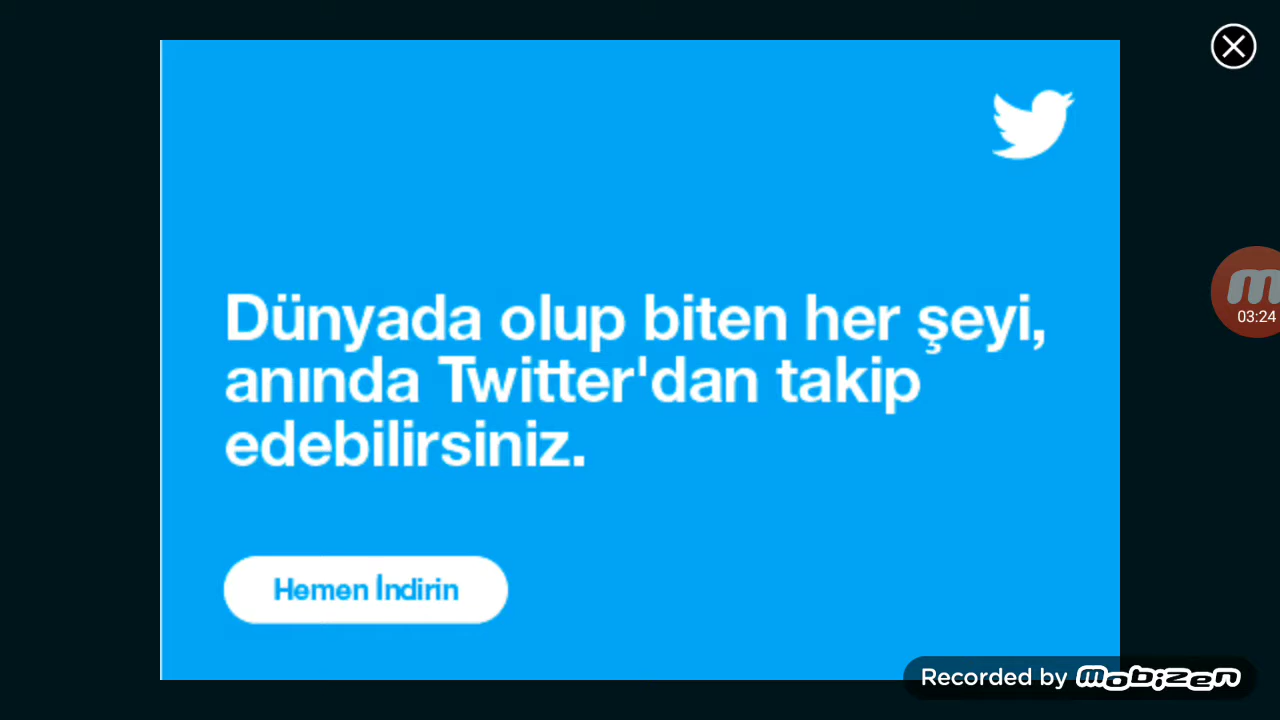 Dünyada olup biten her şeyi,
anında Twitter'dan takip
edebilirsiniz.
Hemen İndirin
03:24
Recorded by mobizen